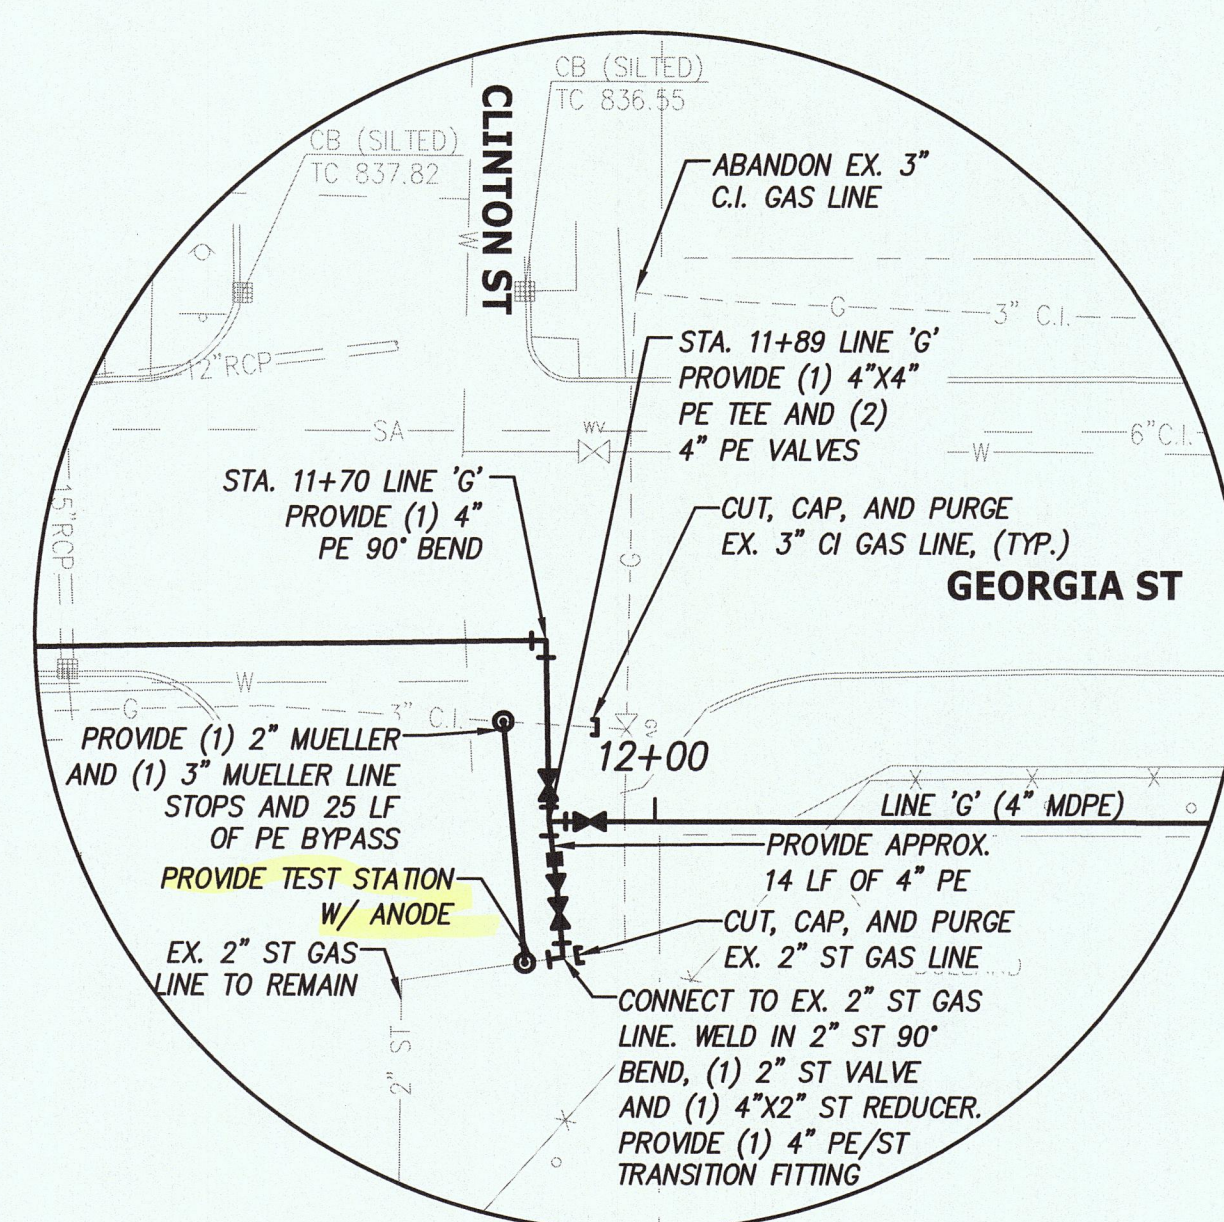 CB (SILTED)
TC 836.55
CLINTON ST
CB (SILTED)
TC 837.82
ABANDON EX. 3"
C.I. GAS LINE
W
G
3" C.I.
12"RCP
STA. 11+89 LINE 'G'
PROVIDE (1) 4"X4"
PE TEE AND (2)
4" PE VALVES
SA
WV
W
6"C.I.
STA. 11+70 LINE 'G'
PROVIDE (1) 4"
PE 90° BEND
15"RCP
CUT, CAP, AND PURGE
EX. 3" CI GAS LINE, (TYP.)
G
GEORGIA ST
W
G
3" C.I.
PROVIDE (1) 2" MUELLER
AND (1) 3" MUELLER LINE
STOPS AND 25 LF
OF PE BYPASS
12+00
LINE 'G' (4" MDPE)
PROVIDE APPROX.
14 LF OF 4" PE
PROVIDE TEST STATION
W/ ANODE
CUT, CAP, AND PURGE
EX. 2" ST GAS LINE
EX. 2" ST GAS
LINE TO REMAIN
2" ST
CONNECT TO EX. 2" ST GAS
LINE. WELD IN 2" ST 90°
BEND, (1) 2" ST VALVE
AND (1) 4"X2" ST REDUCER.
PROVIDE (1) 4" PE/ST
TRANSITION FITTING